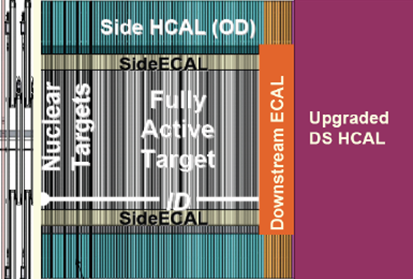 Side HCAL (OD)
SideECAL
Nuclear
Targets
Fully
Active
Target
Downstream ECAL
Upgraded
DS HCAL
ID
SideECAL